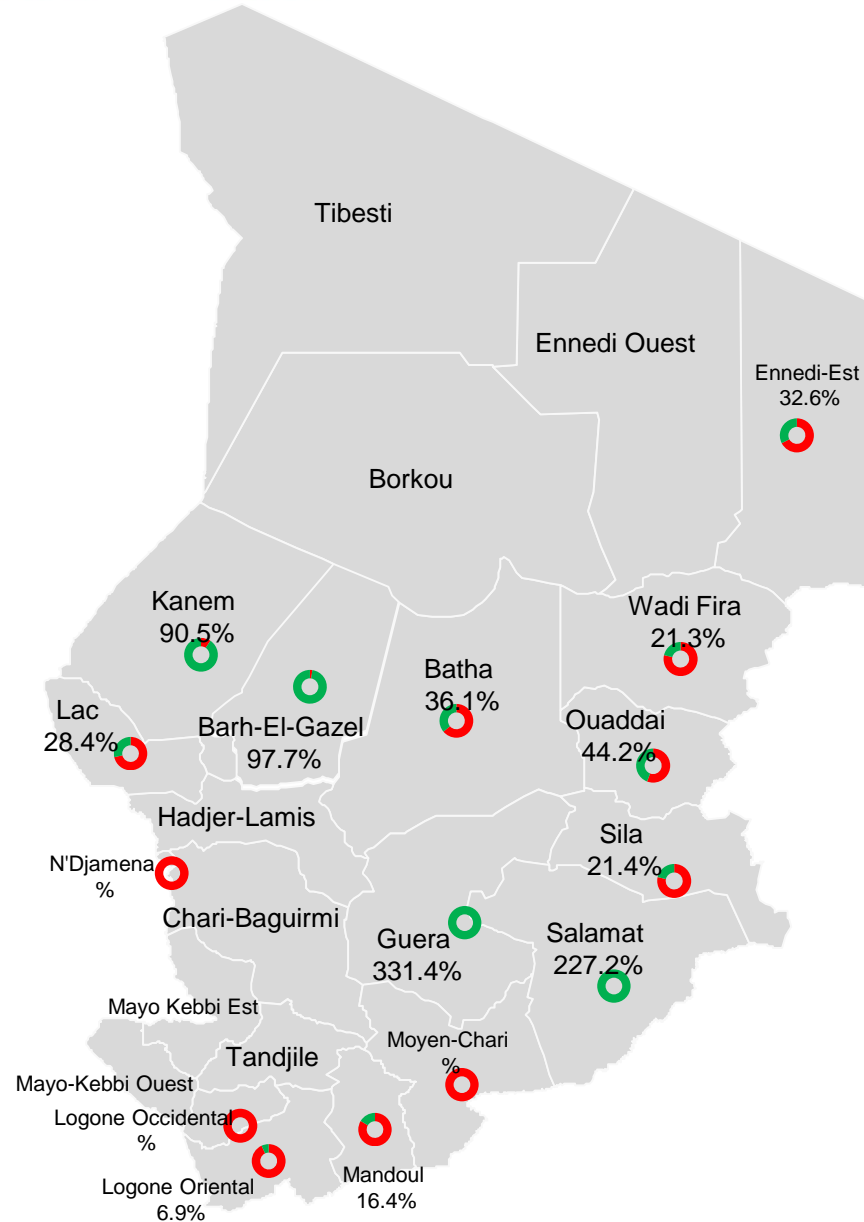 Tibesti
Ennedi Ouest
Ennedi-Est
32.6%
Borkou
Kanem
90.5%
Wadi Fira
21.3%
Batha
36.1%
Lac
28.4%
Barh-El-Gazel
97.7%
Ouaddai
44.2%
Hadjer-Lamis
Sila
21.4%
N'Djamena
%
Chari-Baguirmi
Guera
331.4%
Salamat
227.2%
Mayo Kebbi Est
Moyen-Chari
%
Tandjile
Mayo-Kebbi Ouest
Logone Occidental
%
Mandoul
16.4%
Logone Oriental
6.9%